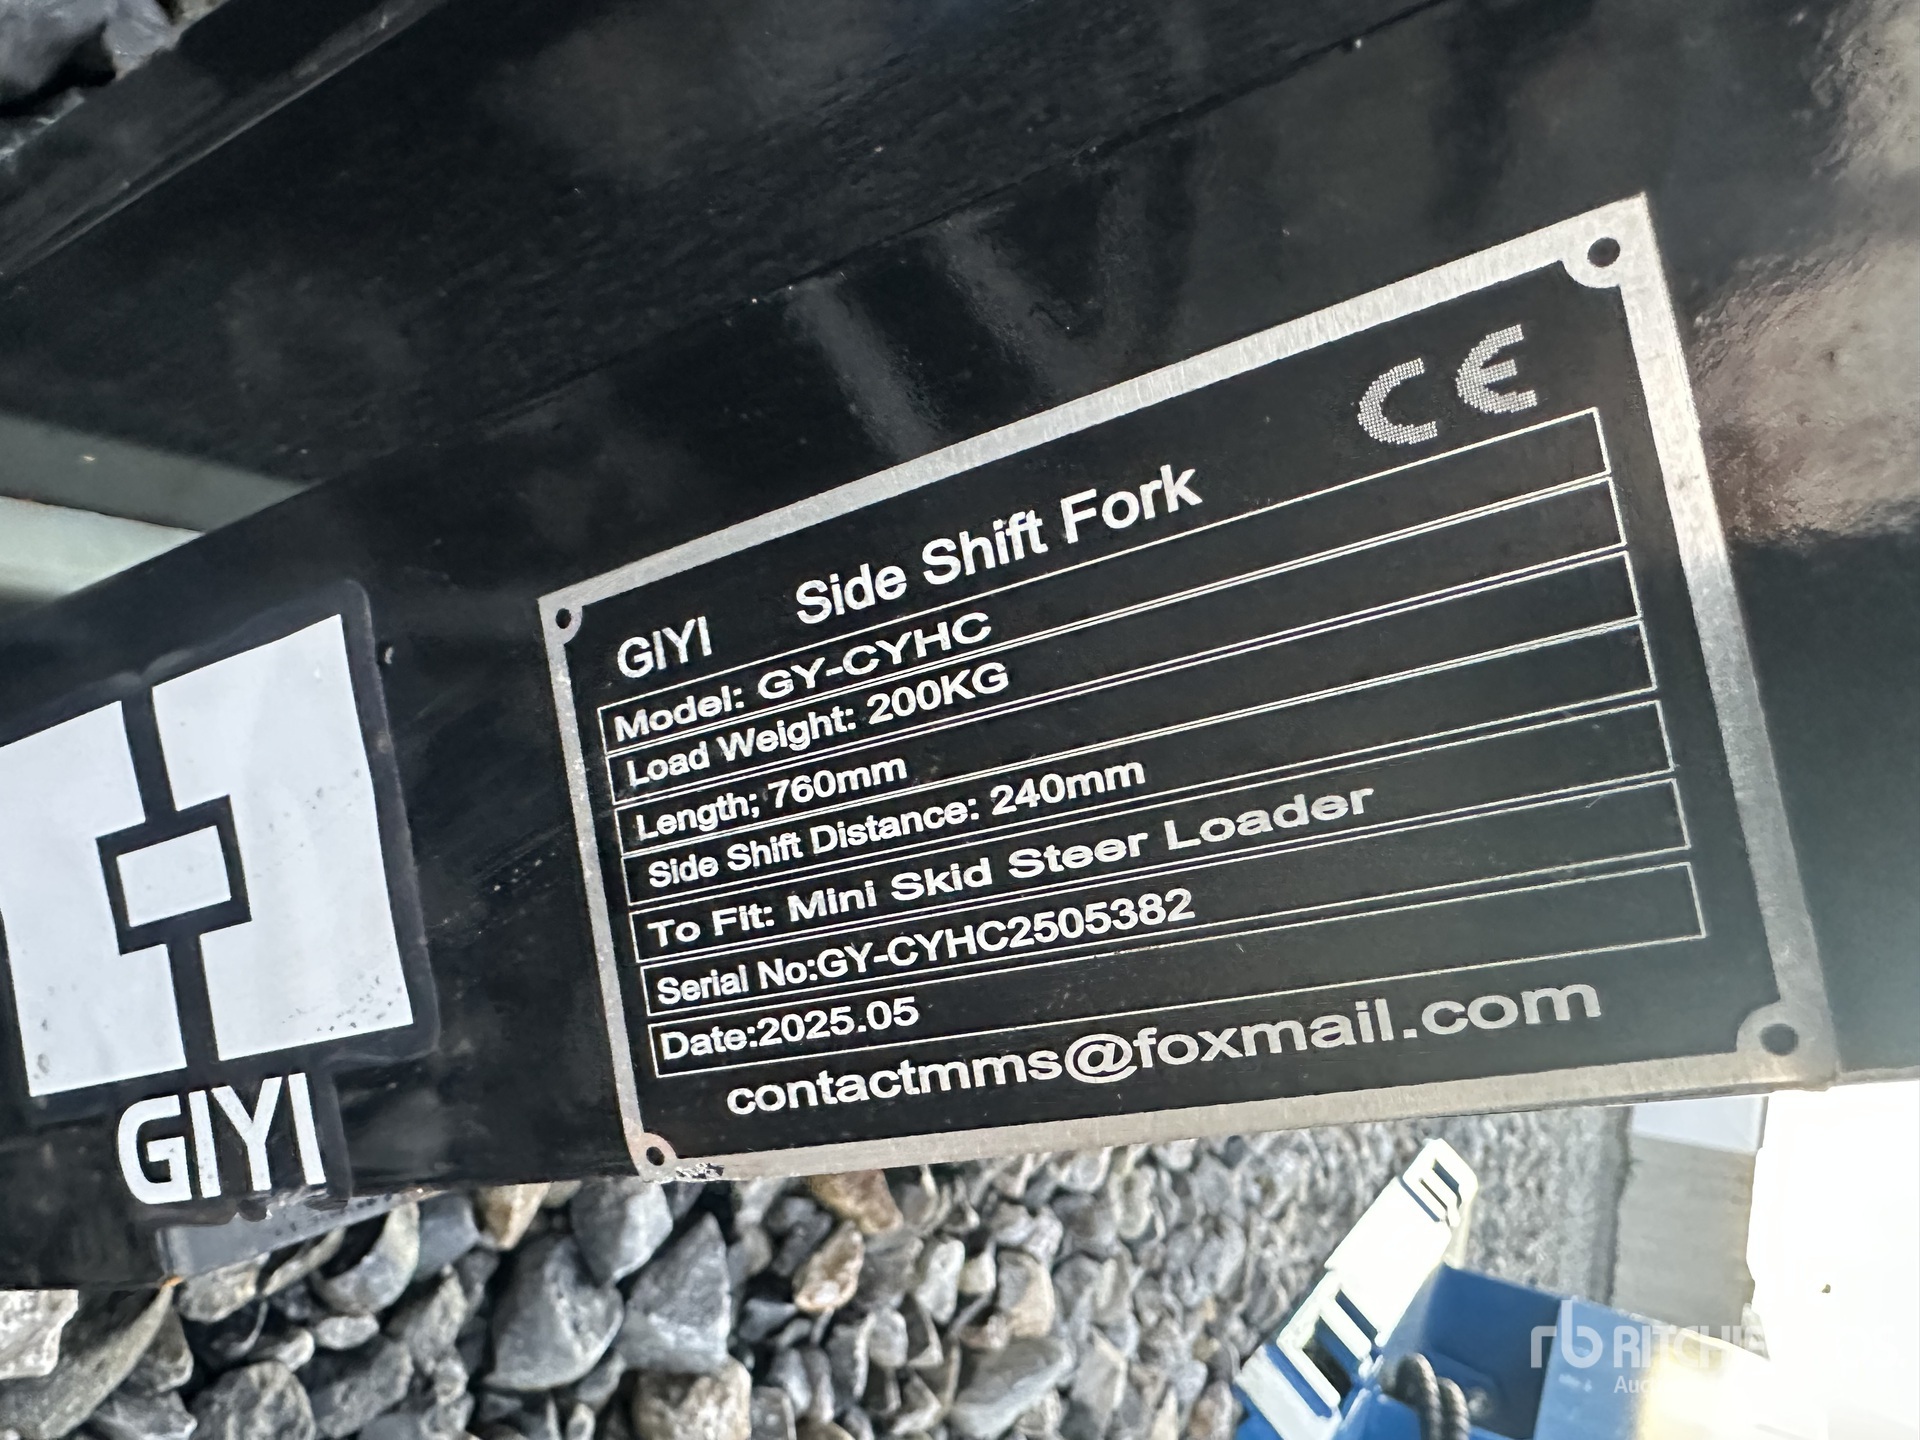 GIYI Side Shift Fork CE
Model: GY-CYHC
Load Weight: 200KG
Length; 760mm
Side Shift Distance: 240mm
To Fit: Mini Skid Steer Loader
Serial No:GY-CYHC2505382
Date:2025.05
contactmms@foxmail.com
GIYI
rb